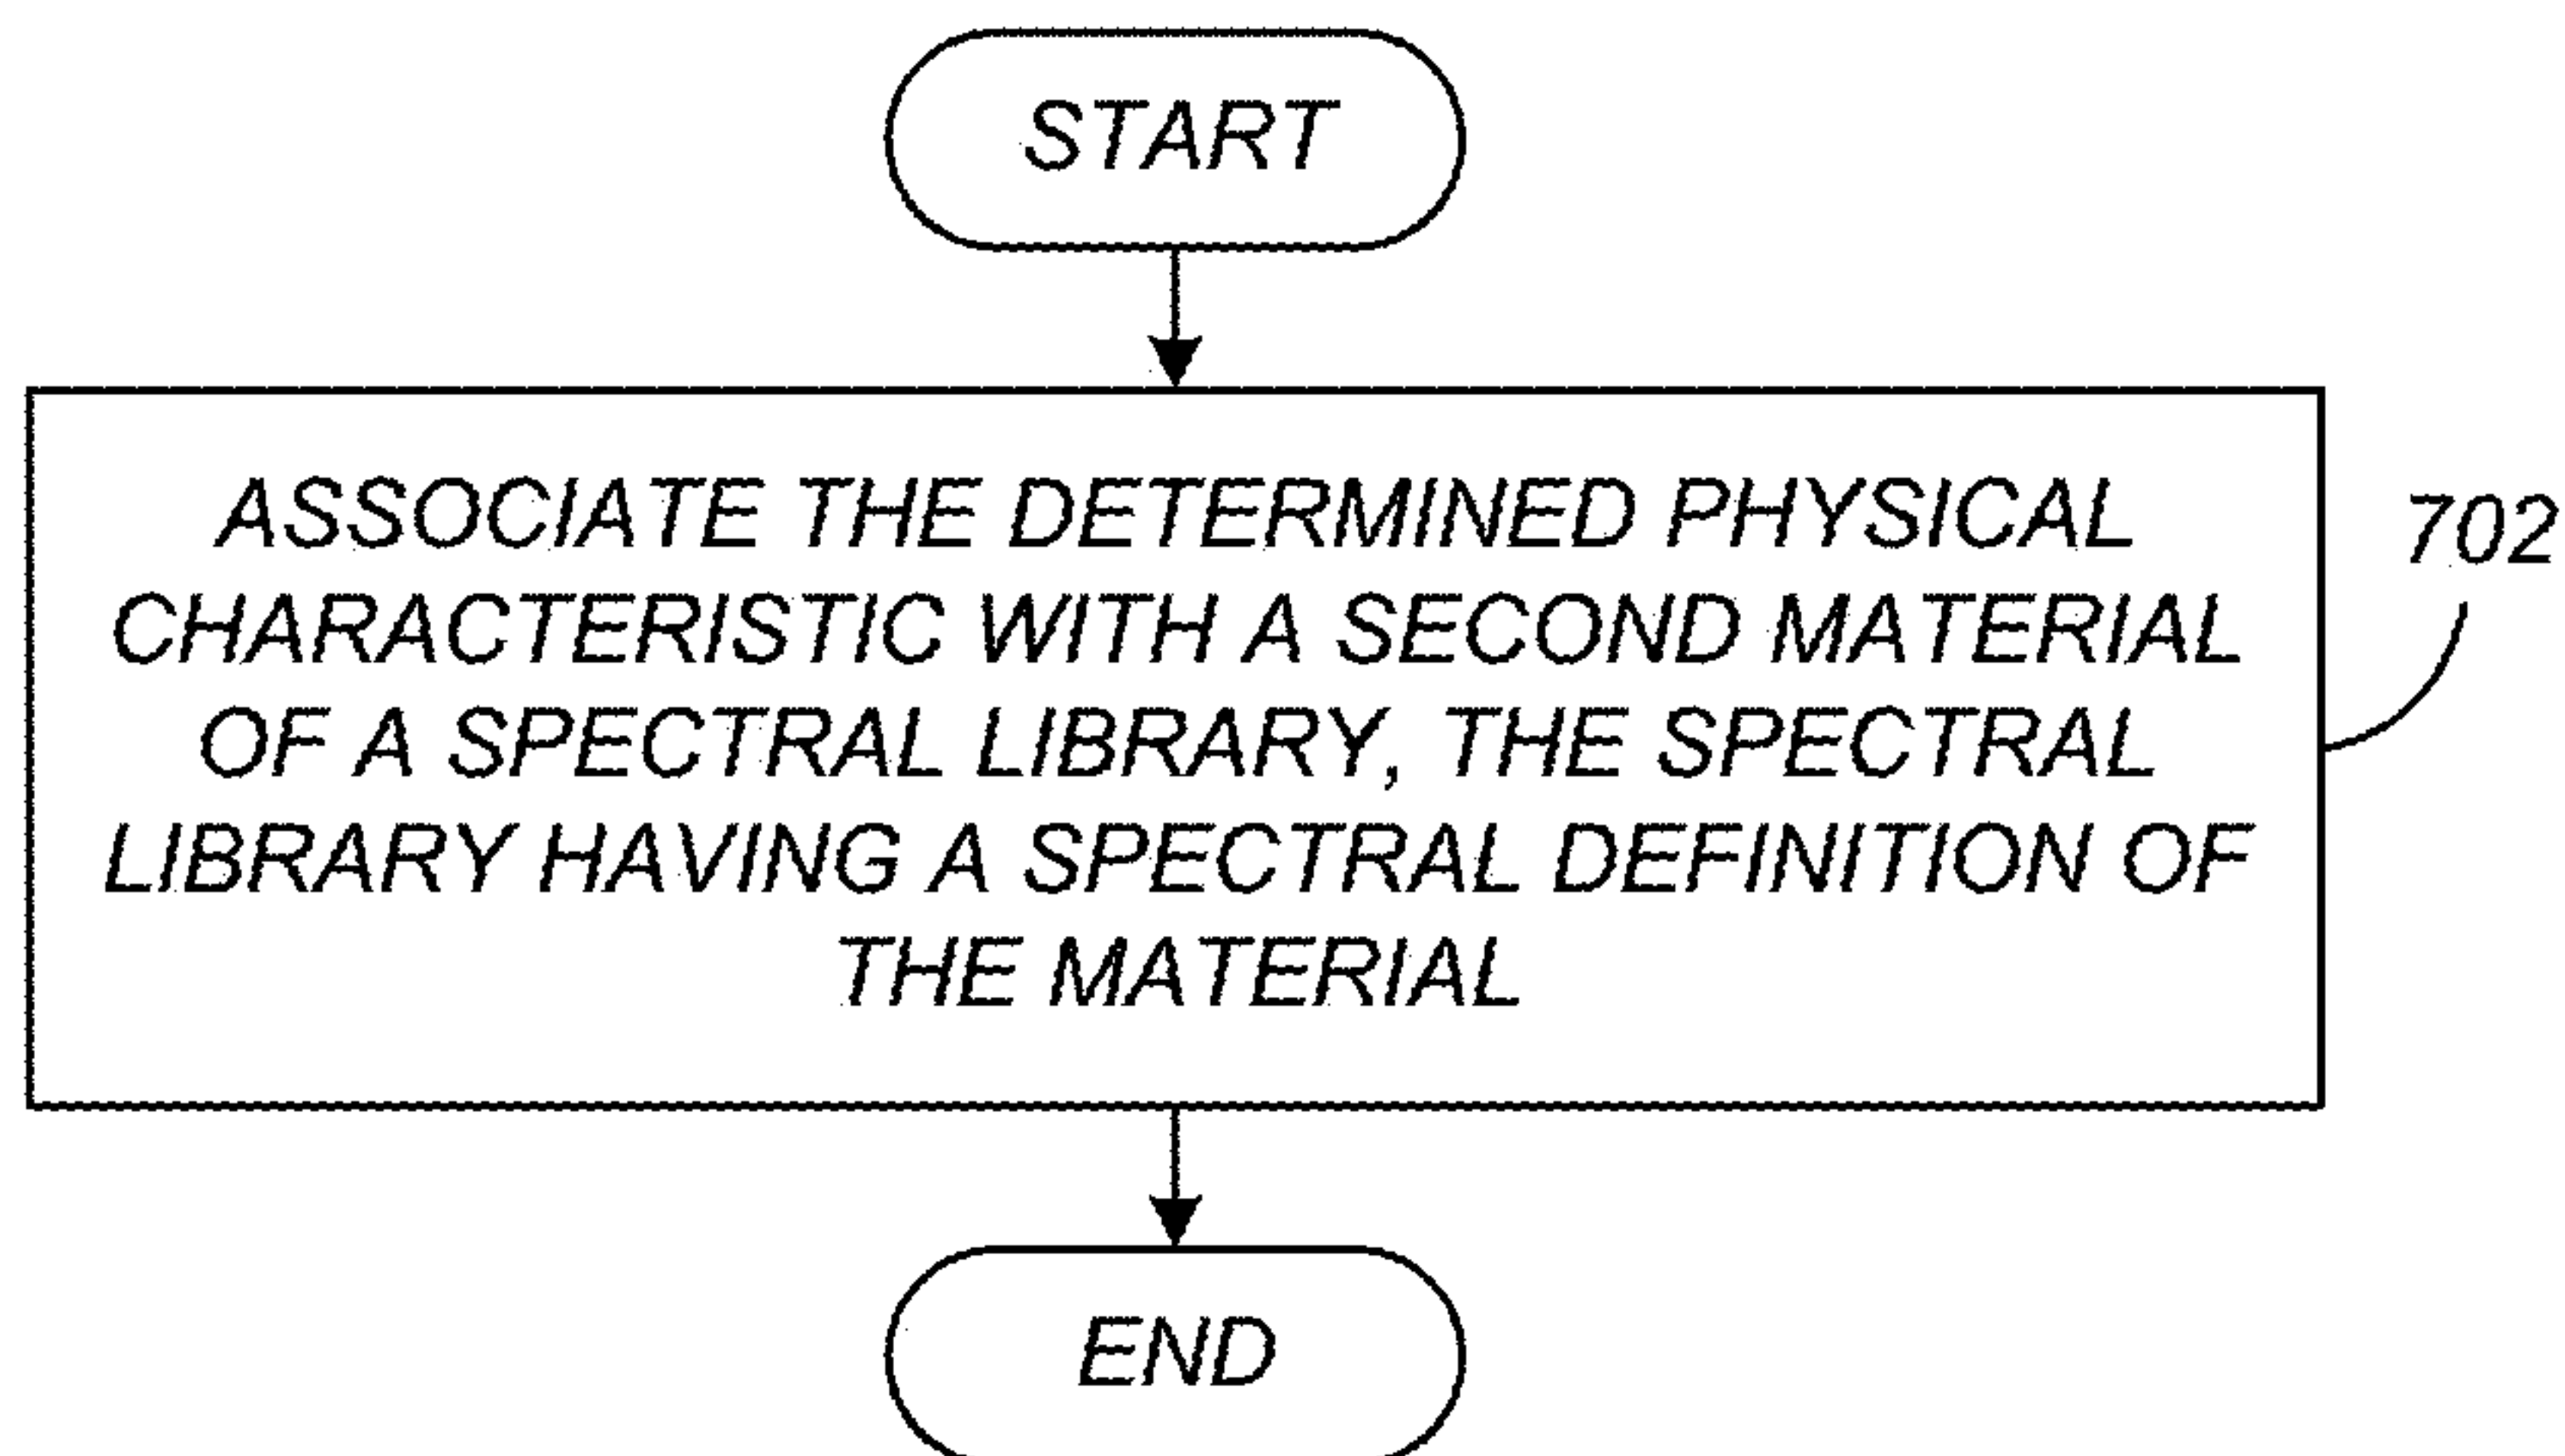 START
ASSOCIATE THE DETERMINED PHYSICAL
CHARACTERISTIC WITH A SECOND MATERIAL
OF A SPECTRAL LIBRARY, THE SPECTRAL
LIBRARY HAVING A SPECTRAL DEFINITION OF
THE MATERIAL
702
END